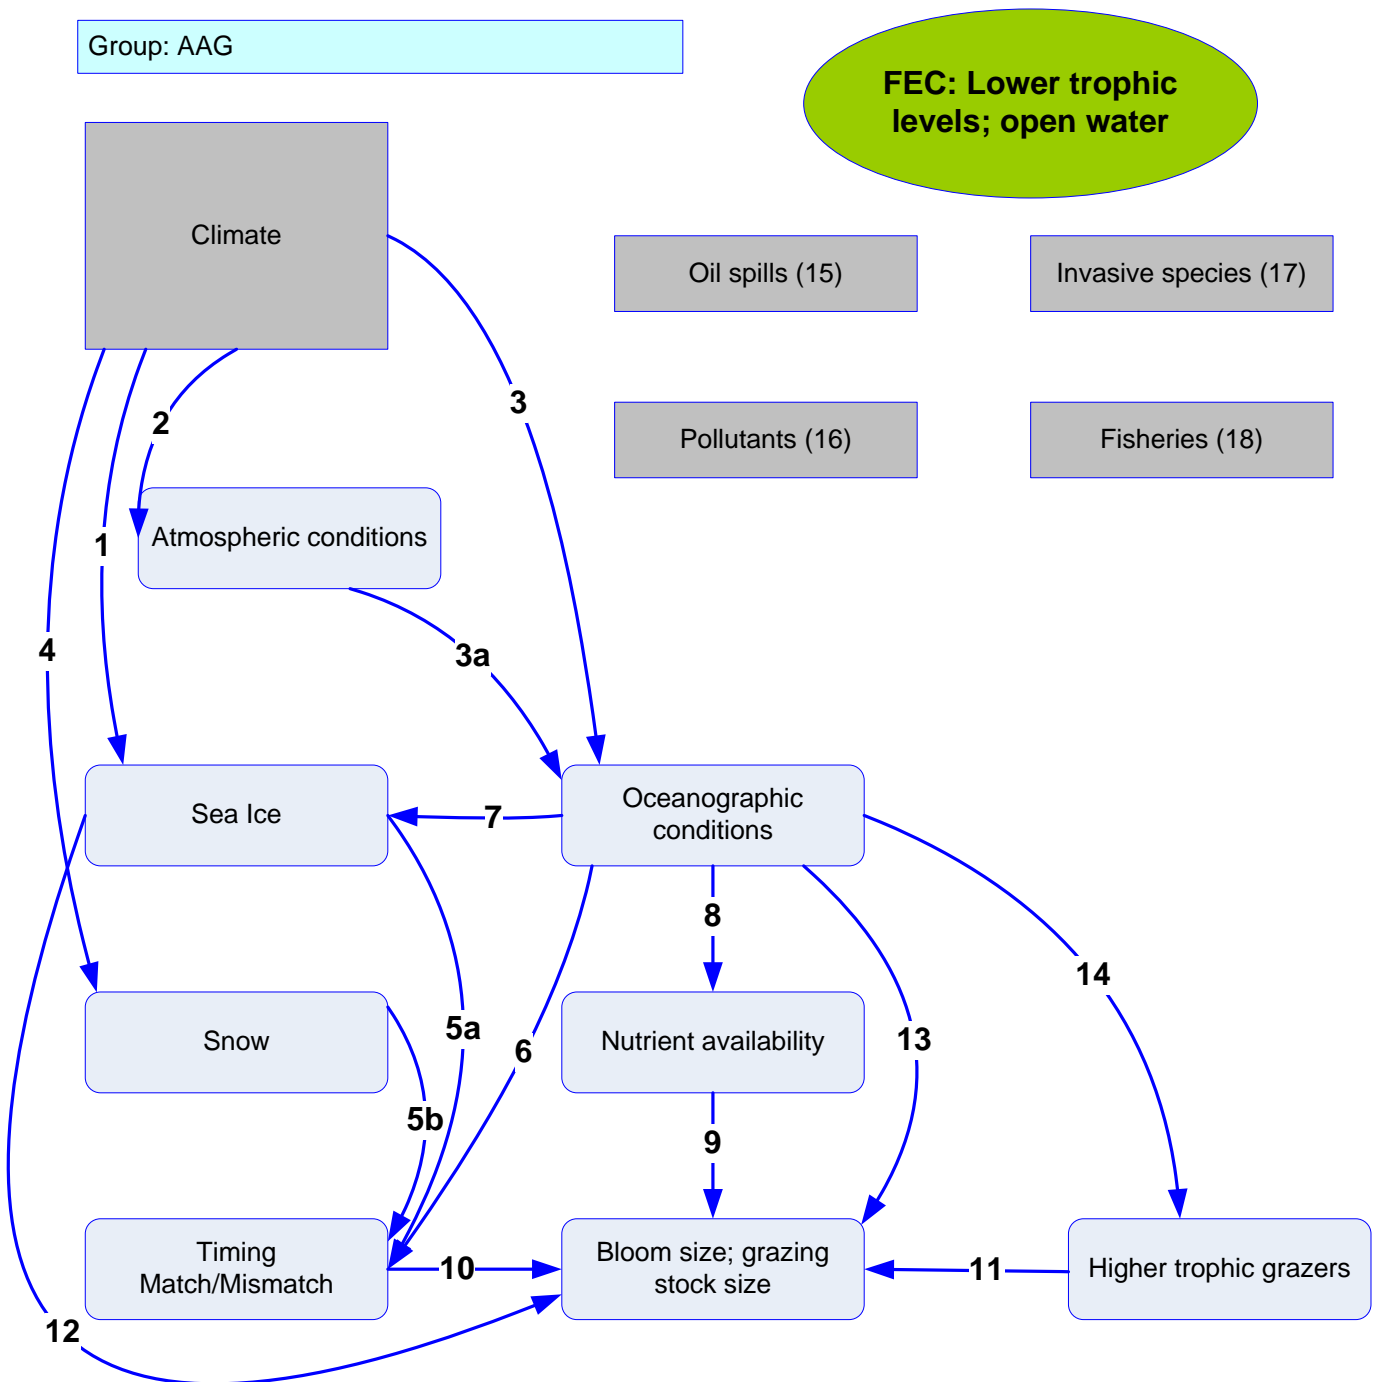 Group: AAG
FEC: Lower trophic
levels; open water
Climate
Oil spills (15)
Invasive species (17)
3
2
Pollutants (16)
Fisheries (18)
1
Atmospheric conditions
4
3a
Sea Ice
7
Oceanographic
conditions
8
14
5a
6
13
Snow
Nutrient availability
5b
9
Timing
Match/Mismatch
10
Bloom size; grazing
stock size
11
Higher trophic grazers
12